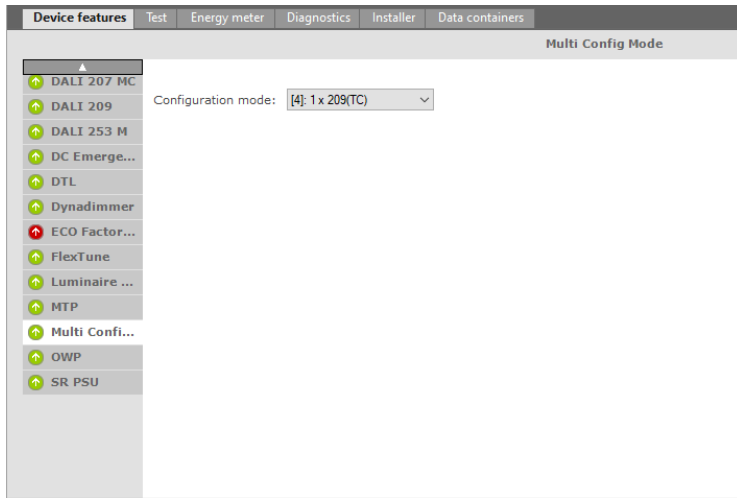 Device features Test Energy meter Diagnostics Installer Data containers
Multi Config Mode
DALI 207 MC
Configuration mode: [4]: 1 x 209(TC)
DALI 209
DALI 253 M
DC Emerge...
DTL
Dynadimmer
ECO Factor...
FlexTune
Luminaire ...
MTP
Multi Confi...
OWP
SR PSU